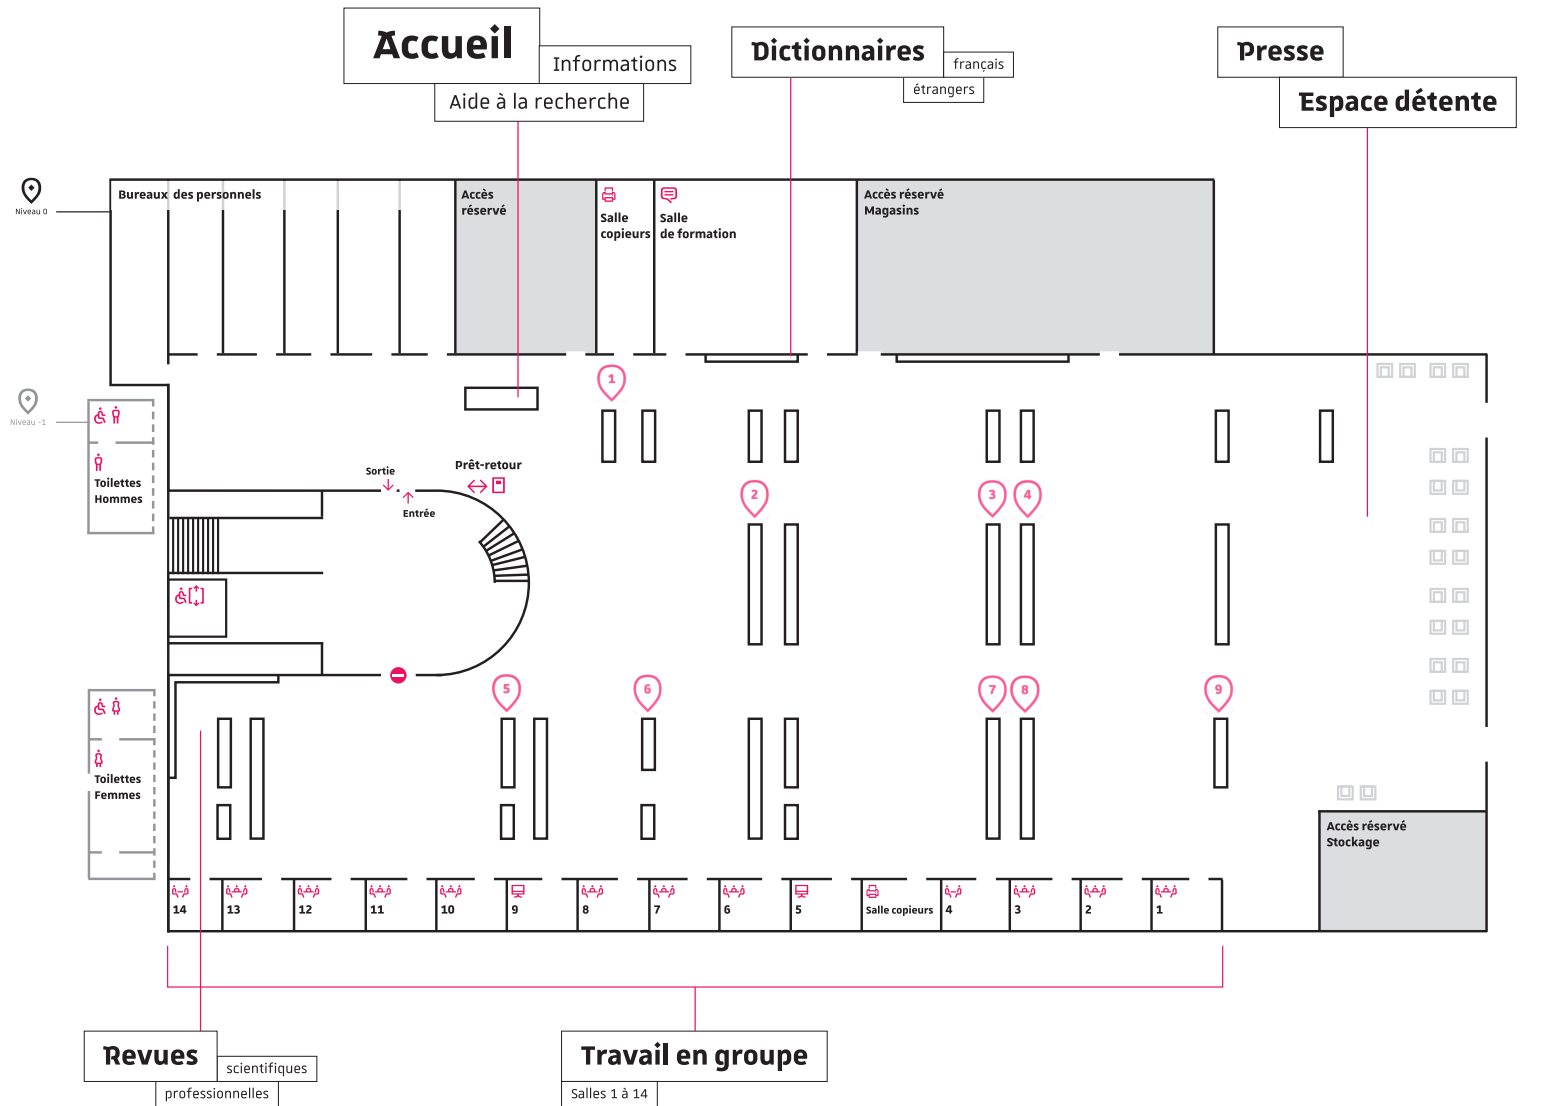 Accueil
Informations
Aide à la recherche
Dictionnaires
français
étrangers
Presse
Espace détente
Niveau 0
Bureaux des personnels
Accès
réservé
Salle
copieurs
Salle
de formation
Accès réservé
Magasins
Niveau -1
1
Toilettes
Hommes
Sortie
Entrée
Prêt-retour
2
3
4
5
6
7
8
9
Toilettes
Femmes
Accès réservé
Stockage
14
13
12
11
10
9
8
7
6
5
Salle copieurs
4
3
2
1
Revues
scientifiques
professionnelles
Travail en groupe
Salles 1 à 14